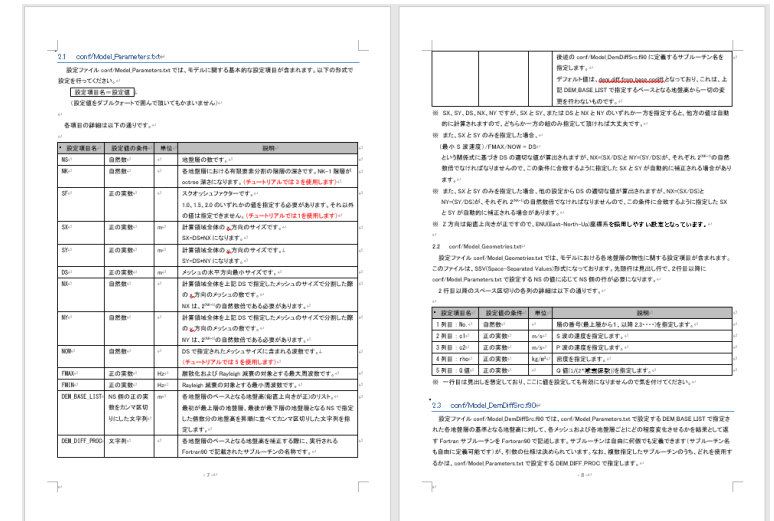 2.1 conf/Model_Parameters.txt
設定ファイル conf/Model_Parameters.txt では、モデルに関する基本的な設定項目が含まれます。以下の形式で
設定を行ってください。
設定項目名=設定値
(設定値をダブルクォートで囲んで頂いてもかまいません)
各項目の詳細は以下の通りです。
設定項目名 設定値の条件 単位 説明
NS 自然数 地盤層の数です。
NK 自然数 各地盤層における有限要素分割の階層の深さです。NK-1 階層が
octree 深さになります。(チュートリアルでは 3 を使用します)
SF 正の実数 スクオッシュファクターです。
1.0、1.5、2.0 のいずれかの値を指定する必要があります。それ以外
の値は指定できません。(チュートリアルでは1を使用します)
SX 正の実数 m 計算領域全体の x 方向のサイズです。
SX=DS*NX になります。
SY 正の実数 m 計算領域全体の y 方向のサイズです。
SY=DS*NY になります。
DS 正の実数 m メッシュの水平方向最小サイズです。
NX 自然数 計算領域全体を上記 DS で指定したメッシュのサイズで分割した際
の x 方向のメッシュの数です。
NX は、2^(NK-1) の自然数倍である必要があります。
NY 自然数 計算領域全体を上記 DS で指定したメッシュのサイズで分割した際
の y 方向のメッシュの数です。
NY は、2^(NK-1) の自然数倍である必要があります。
NOW 自然数 DS で指定されたメッシュサイズに含まれる波数です。
(チュートリアルでは 5 を使用します)
FMAX 正の実数 Hz 離散化および Rayleigh 減衰の対象とする最大周波数です。
FMIN 正の実数 Hz Rayleigh 減衰の対象とする最小周波数です。
DEM_BASE_LIST NS 個の正の実 m 各地盤層のベースとなる地盤高(鉛直上向きが正)のリスト。
数をカンマ区切 最初が最上層の地盤層、最後が最下層の地盤層となる NS で指定
りにした文字列 した個数分の地盤高を昇順に並べてカンマ区切りした文字列を指
定します。
DEM_DIFF_PROC 文字列 各地盤層のベースとなる地盤高を補正する際に、実行される
Fortran90 で記載されたサブルーチンの名称です。
- 7 -
後述の conf/Model_DemDiffSrc.f90 に定義するサブルーチン名を
指定します。
デフォルト値は、となっており、これは、上
記 DEM_BASE_LIST で指定するベースとなる地盤高から一切の変
更を行わないものです。
※ SX、SY、DS、NX、NY ですが、SX と SY、または DS と NX と NY のいずれか一方を指定すると、他方の値は自動
的に計算されますので、どちらか一方の組のみ指定して頂ければ大丈夫です。
※ また、SX と SY のみを指定した場合、
(最小 S 波速度)/FMAX/NOW = DS
という関係式に基づき DS の適切な値が算出されますが、NX=(SX/DS)と NY=(SY/DS)が、それぞれ 2^(NK-1) の自然
数倍でなければなりませんので、この条件に合致するように指定した SX と SY が自動的に補正される場合があり
ます。
※ また、SX と SY のみを指定した場合、他の設定から DS の適切な値が算出されますが、NX=(SX/DS)と
NY=(SY/DS)が、それぞれ 2^(NK-1) の自然数倍でなければなりませんので、この条件に合致するように指定した SX
と SY が自動的に補正される場合があります。
※ Z 方向は鉛直上向きが正ですので、ENU(East-North-Up)座標系を採用しやすい設定となっています。
2.2 conf/Model_Geometries.txt
設定ファイル conf/Model_Geometries.txt では、モデルにおける各地盤層の物性に関する設定項目が含まれます。
このファイルは、SSV(Space-Separated Values)形式になっております。先頭行は見出し行で、2 行目以降に
conf/Model_Parameters.txt で設定する NS の値に応じて NS 個の行が必要になります。
2 行目以降のスペース区切りの各列の詳細は以下の通りです。
設定項目名 設定値の条件 単位 説明
1 列目:No. 自然数 層の番号(最上層から1、以降 2,3・・・・)を指定します。
2 列目:c1 正の実数 m/s S 波の速度を指定します。
3 列目:c2 正の実数 m/s P 波の速度を指定します。
4 列目:rho 正の実数 kg/m³ 密度を指定します。
5 列目:Q 値 正の実数 Q 値(1/(2*減衰係数))を指定します。
※ 一行目は見出しを想定しており、ここに値を設定しても有効になりませんので気を付けてください。
2.3 conf/Model_DemDiffSrc.f90
設定ファイル conf/Model_DemDiffSrc.f90 では、conf/Model_Parameters.txt で設定する DEM_BASE_LIST で指定さ
れた各地盤層の基準となる地盤高に対して、各メッシュおよび各地盤層ごとにどの程度変化させるかを結果として返
す Fortran サブルーチンを Fortoran90 で記述します。サブルーチンは自由に何個でも定義できます(サブルーチン名
も自由に定義可能です)が、引数の仕様は決められています。なお、複数指定したサブルーチンのうち、どれを使用す
るかは、conf/Model_Parameters.txt で設定する DEM_DIFF_PROC で指定します。
- 8 -